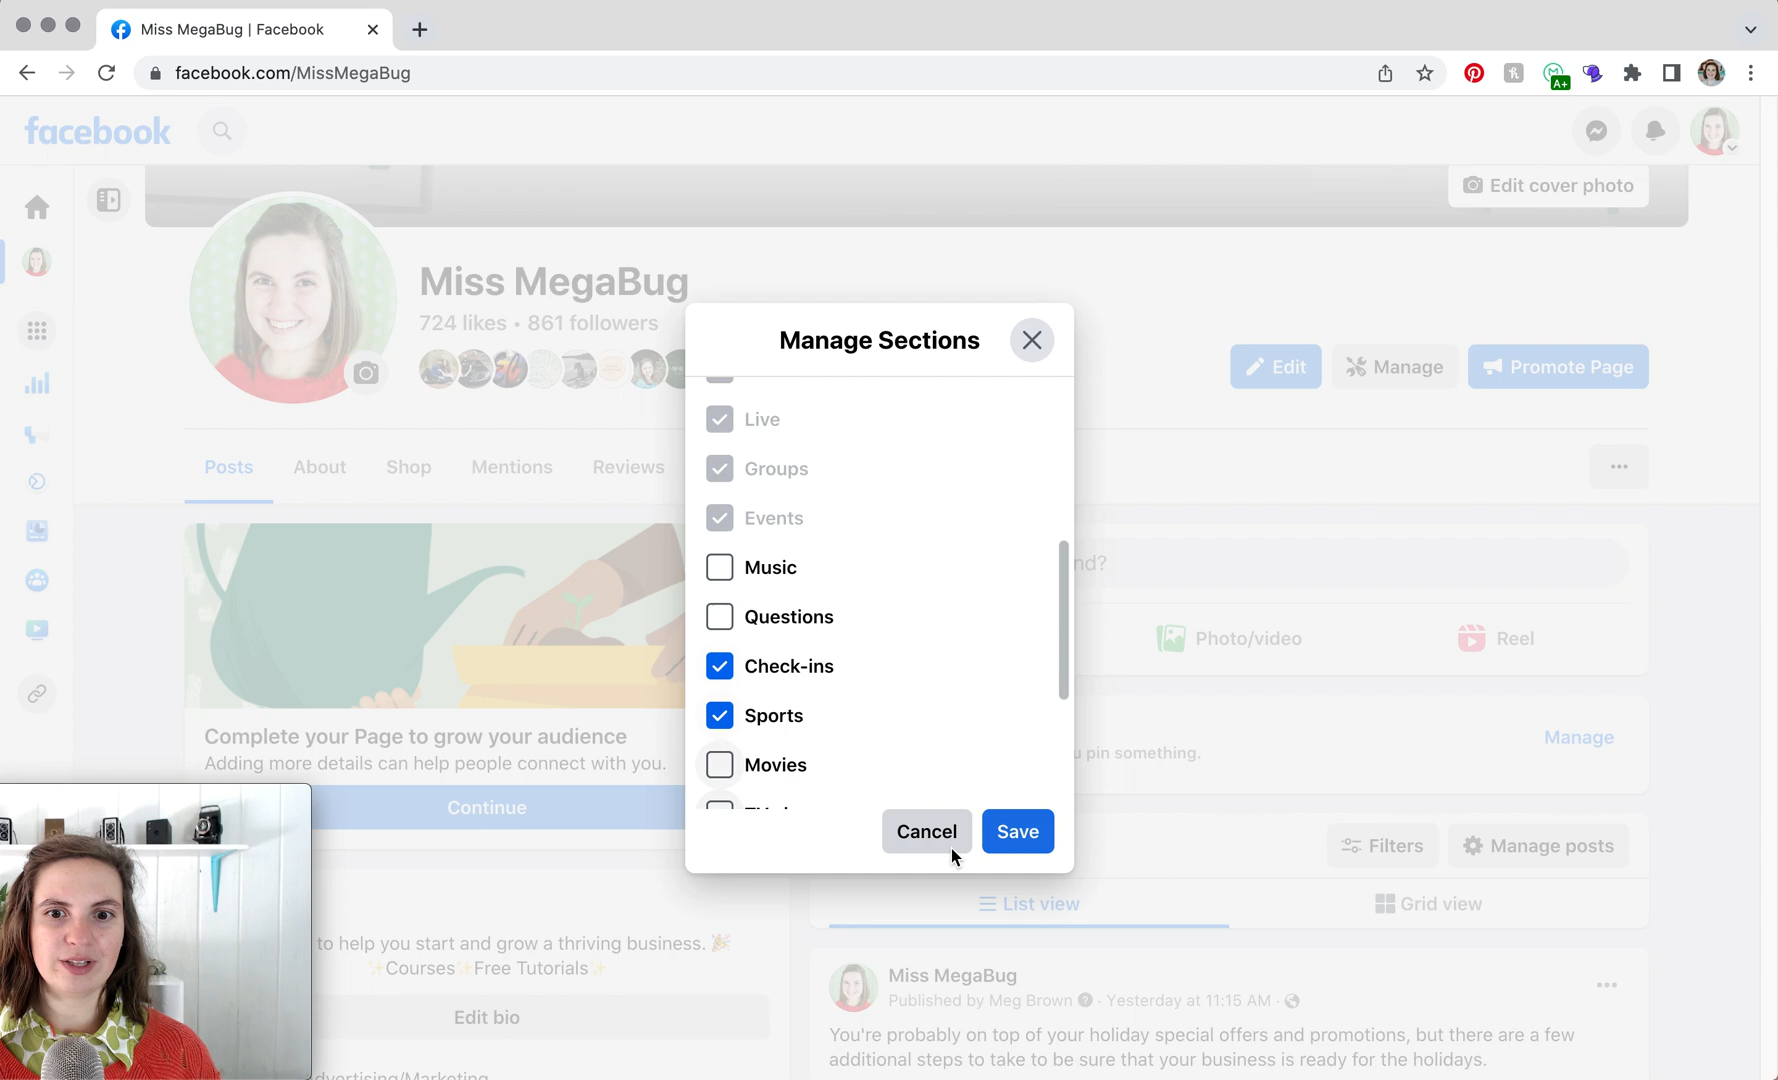 Miss MegaBug | Facebook
facebook.com/MissMegaBug
A+
facebook
Edit cover photo
Miss MegaBug
724 likes • 861 followers
Edit
Manage
Promote Page
Posts
About
Shop
Mentions
Reviews
Manage Sections
Live
Groups
Events
Music
Questions
Check-ins
Sports
Movies
Cancel
Save
nd?
Photo/video
Reel
Complete your Page to grow your audience
Adding more details can help people connect with you.
Continue
u pin something.
Manage
Filters
Manage posts
List view
Grid view
to help you start and grow a thriving business. 🎉
✨Courses✨Free Tutorials✨
Edit bio
dvertising/Marketing
Miss MegaBug
Published by Meg Brown · Yesterday at 11:15 AM ·
You're probably on top of your holiday special offers and promotions, but there are a few
additional steps to take to be sure that your business is ready for the holidays.